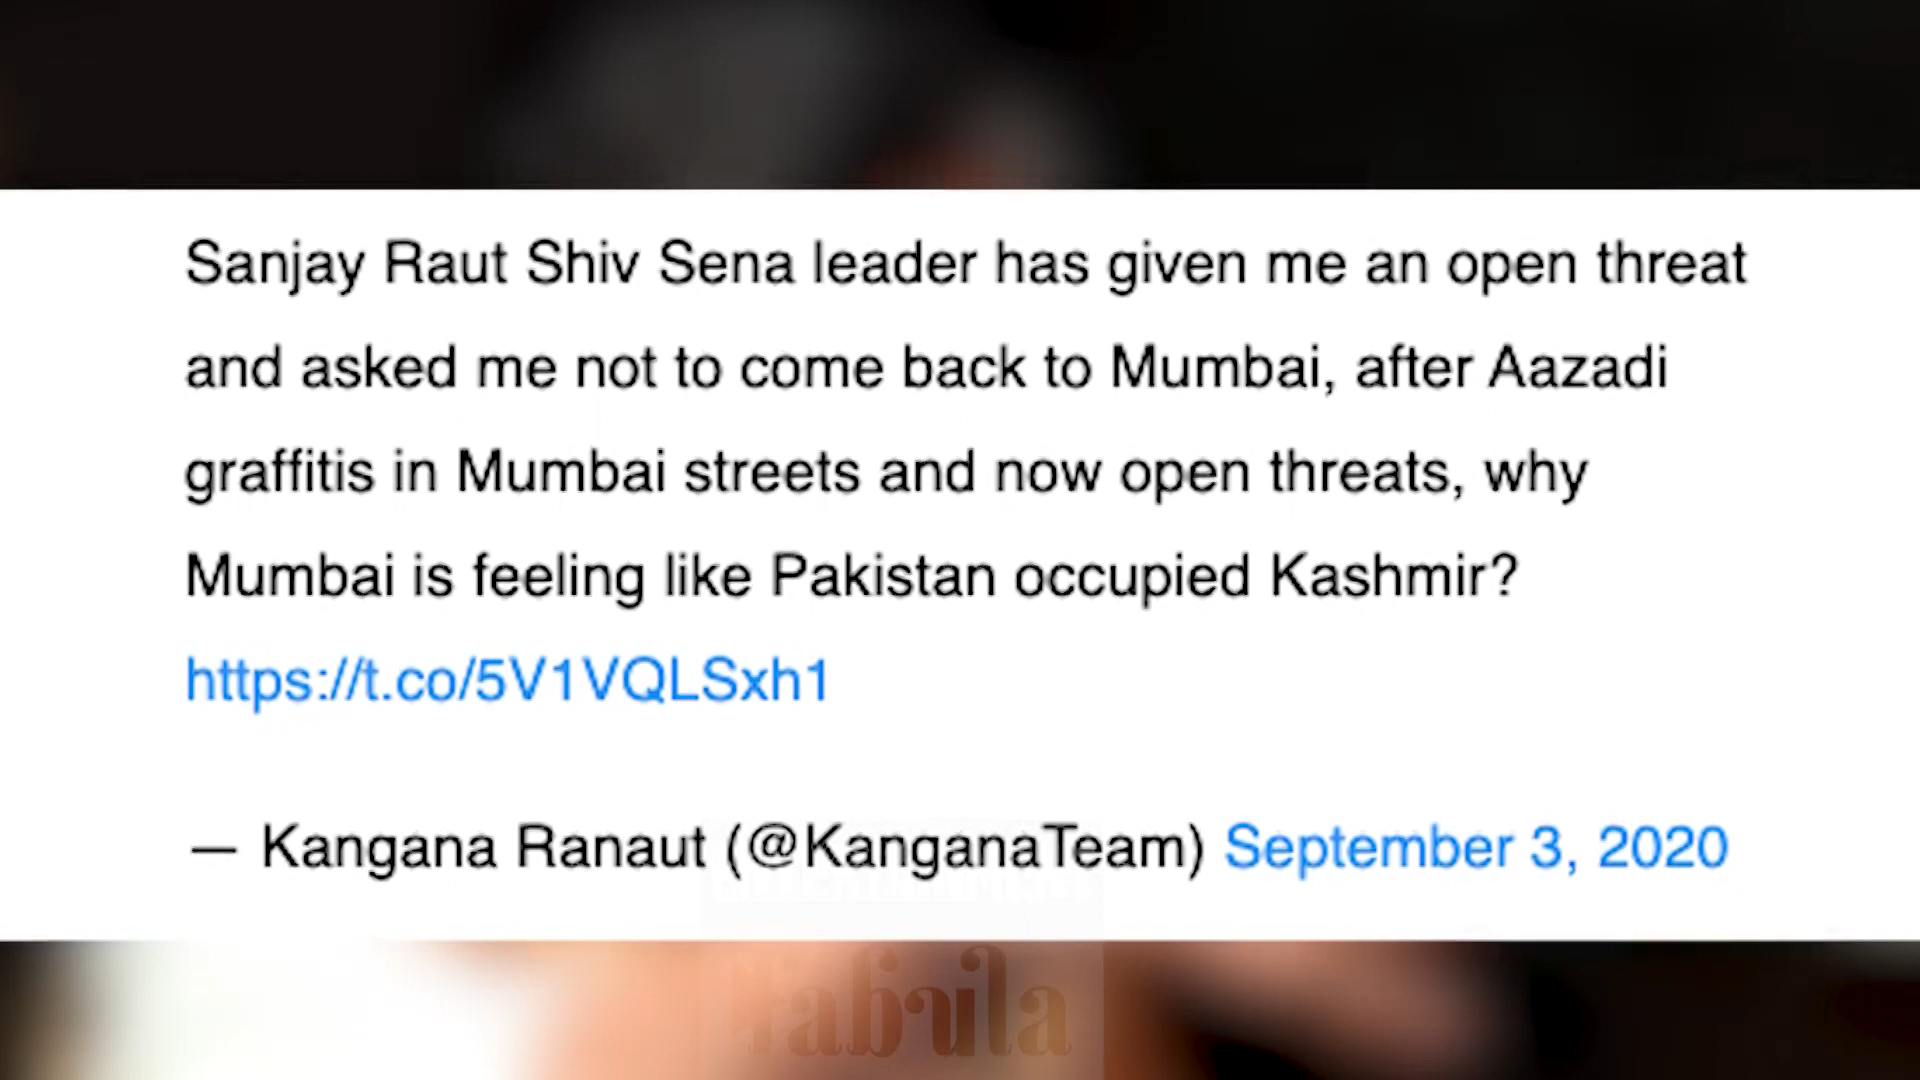 Sanjay Raut Shiv Sena leader has given me an open threat
and asked me not to come back to Mumbai, after Aazadi
graffitis in Mumbai streets and now open threats, why
Mumbai is feeling like Pakistan occupied Kashmir?
https://t.co/5V1VQLSxh1
— Kangana Ranaut (@KanganaTeam) September 3, 2020